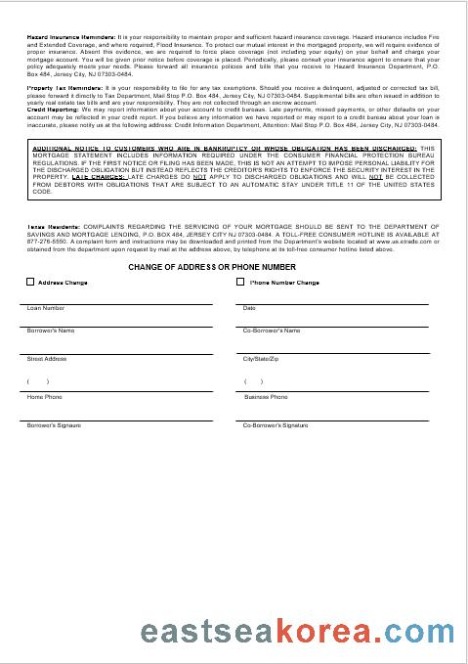 Hazard Insurance Reminders: It is your responsibility to maintain proper and sufficient hazard insurance coverage. Hazard insurance includes Fire
and Extended Coverage, and where required, Flood Insurance. To protect our mutual interest in the mortgaged property, we will require evidence of
proper insurance. Absent this evidence, we are required to force place coverage (not including your equity) on your behalf and charge your
mortgage account. You will be given prior notice before coverage is placed. Periodically, please consult your insurance agent to ensure that your
policy adequately meets your needs. Please forward all insurance policies and bills that you receive to Hazard Insurance Department, P.O.
Box 484, Jersey City, NJ 07303-0484.
Property Tax Reminders: It is your responsibility to file for any tax exemptions. Should you receive a delinquent, adjusted or corrected tax bill,
please forward it directly to Tax Department, Mail Stop P.O. Box 484, Jersey City, NJ 07303-0484. Supplemental bills are often issued in addition to
yearly real estate tax bills and are your responsibility. They are not collected through an escrow account.
Credit Reporting: We may report information about your account to credit bureaus. Late payments, missed payments, or other defaults on your
account may be reflected in your credit report. If you believe any information we have reported or may report to a credit bureau about your loan is
inaccurate, please notify us at the following address: Credit Information Department, Attention: Mail Stop P.O. Box 484, Jersey City, NJ 07303-0484.
ADDITIONAL NOTICE TO CUSTOMERS WHO ARE IN BANKRUPTCY OR WHOSE OBLIGATION HAS BEEN DISCHARGED: THIS
MORTGAGE STATEMENT INCLUDES INFORMATION REQUIRED UNDER THE CONSUMER FINANCIAL PROTECTION BUREAU
REGULATIONS. IF THE FIRST NOTICE OR FILING HAS BEEN MADE, THIS IS NOT AN ATTEMPT TO IMPOSE PERSONAL LIABILITY FOR
THE DISCHARGED OBLIGATION BUT INSTEAD REFLECTS THE CREDITOR'S RIGHTS TO ENFORCE THE SECURITY INTEREST IN THE
PROPERTY. LATE CHARGES: LATE CHARGES DO NOT APPLY TO DISCHARGED OBLIGATIONS AND WILL NOT BE COLLECTED
FROM DEBTORS WITH OBLIGATIONS THAT ARE SUBJECT TO AN AUTOMATIC STAY UNDER TITLE 11 OF THE UNITED STATES
CODE.
Texas Residents: COMPLAINTS REGARDING THE SERVICING OF YOUR MORTGAGE SHOULD BE SENT TO THE DEPARTMENT OF
SAVINGS AND MORTGAGE LENDING, P.O. BOX 484, JERSEY CITY NJ 07303-0484. A TOLL-FREE CONSUMER HOTLINE IS AVAILABLE AT
877-276-5550. A complaint form and instructions may be downloaded and printed from the Department's website located at or
obtained from the department upon request by mail at the address above, by telephone at its toll-free consumer hotline listed above.
CHANGE OF ADDRESS OR PHONE NUMBER
Address Change Phone Number Change
Loan Number Date
Borrower's Name Co-Borrower's Name
Street Address City/State/Zip
( ) ( )
Home Phone Business Phone
Borrower's Signaure Co-Borrower's Signature
eastseakorea.com